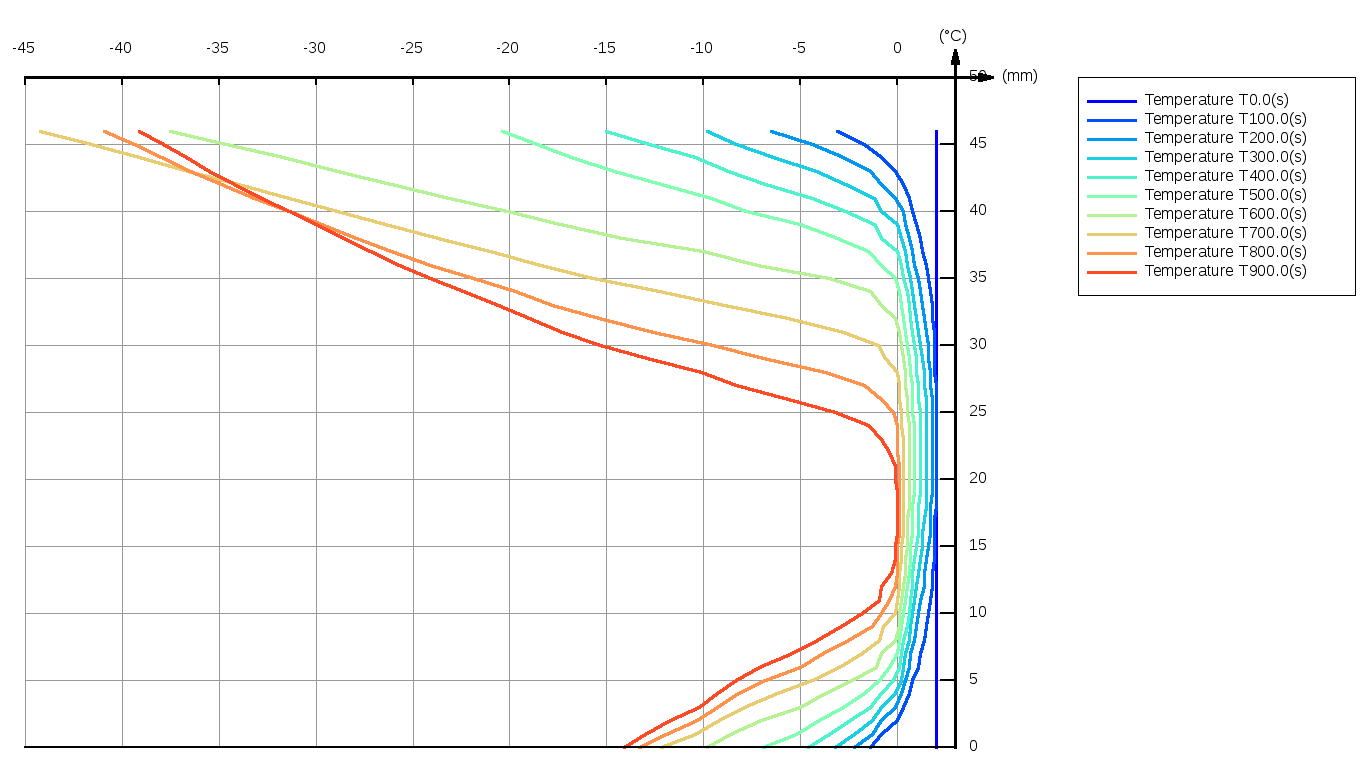 (°C)
-45 -40 -35 -30 -25 -20 -15 -10 -5 0
50 (mm)
Temperature T0.0(s)
Temperature T100.0(s)
Temperature T200.0(s)
Temperature T300.0(s)
Temperature T400.0(s)
Temperature T500.0(s)
Temperature T600.0(s)
Temperature T700.0(s)
Temperature T800.0(s)
Temperature T900.0(s)
45
40
35
30
25
20
15
10
5
0